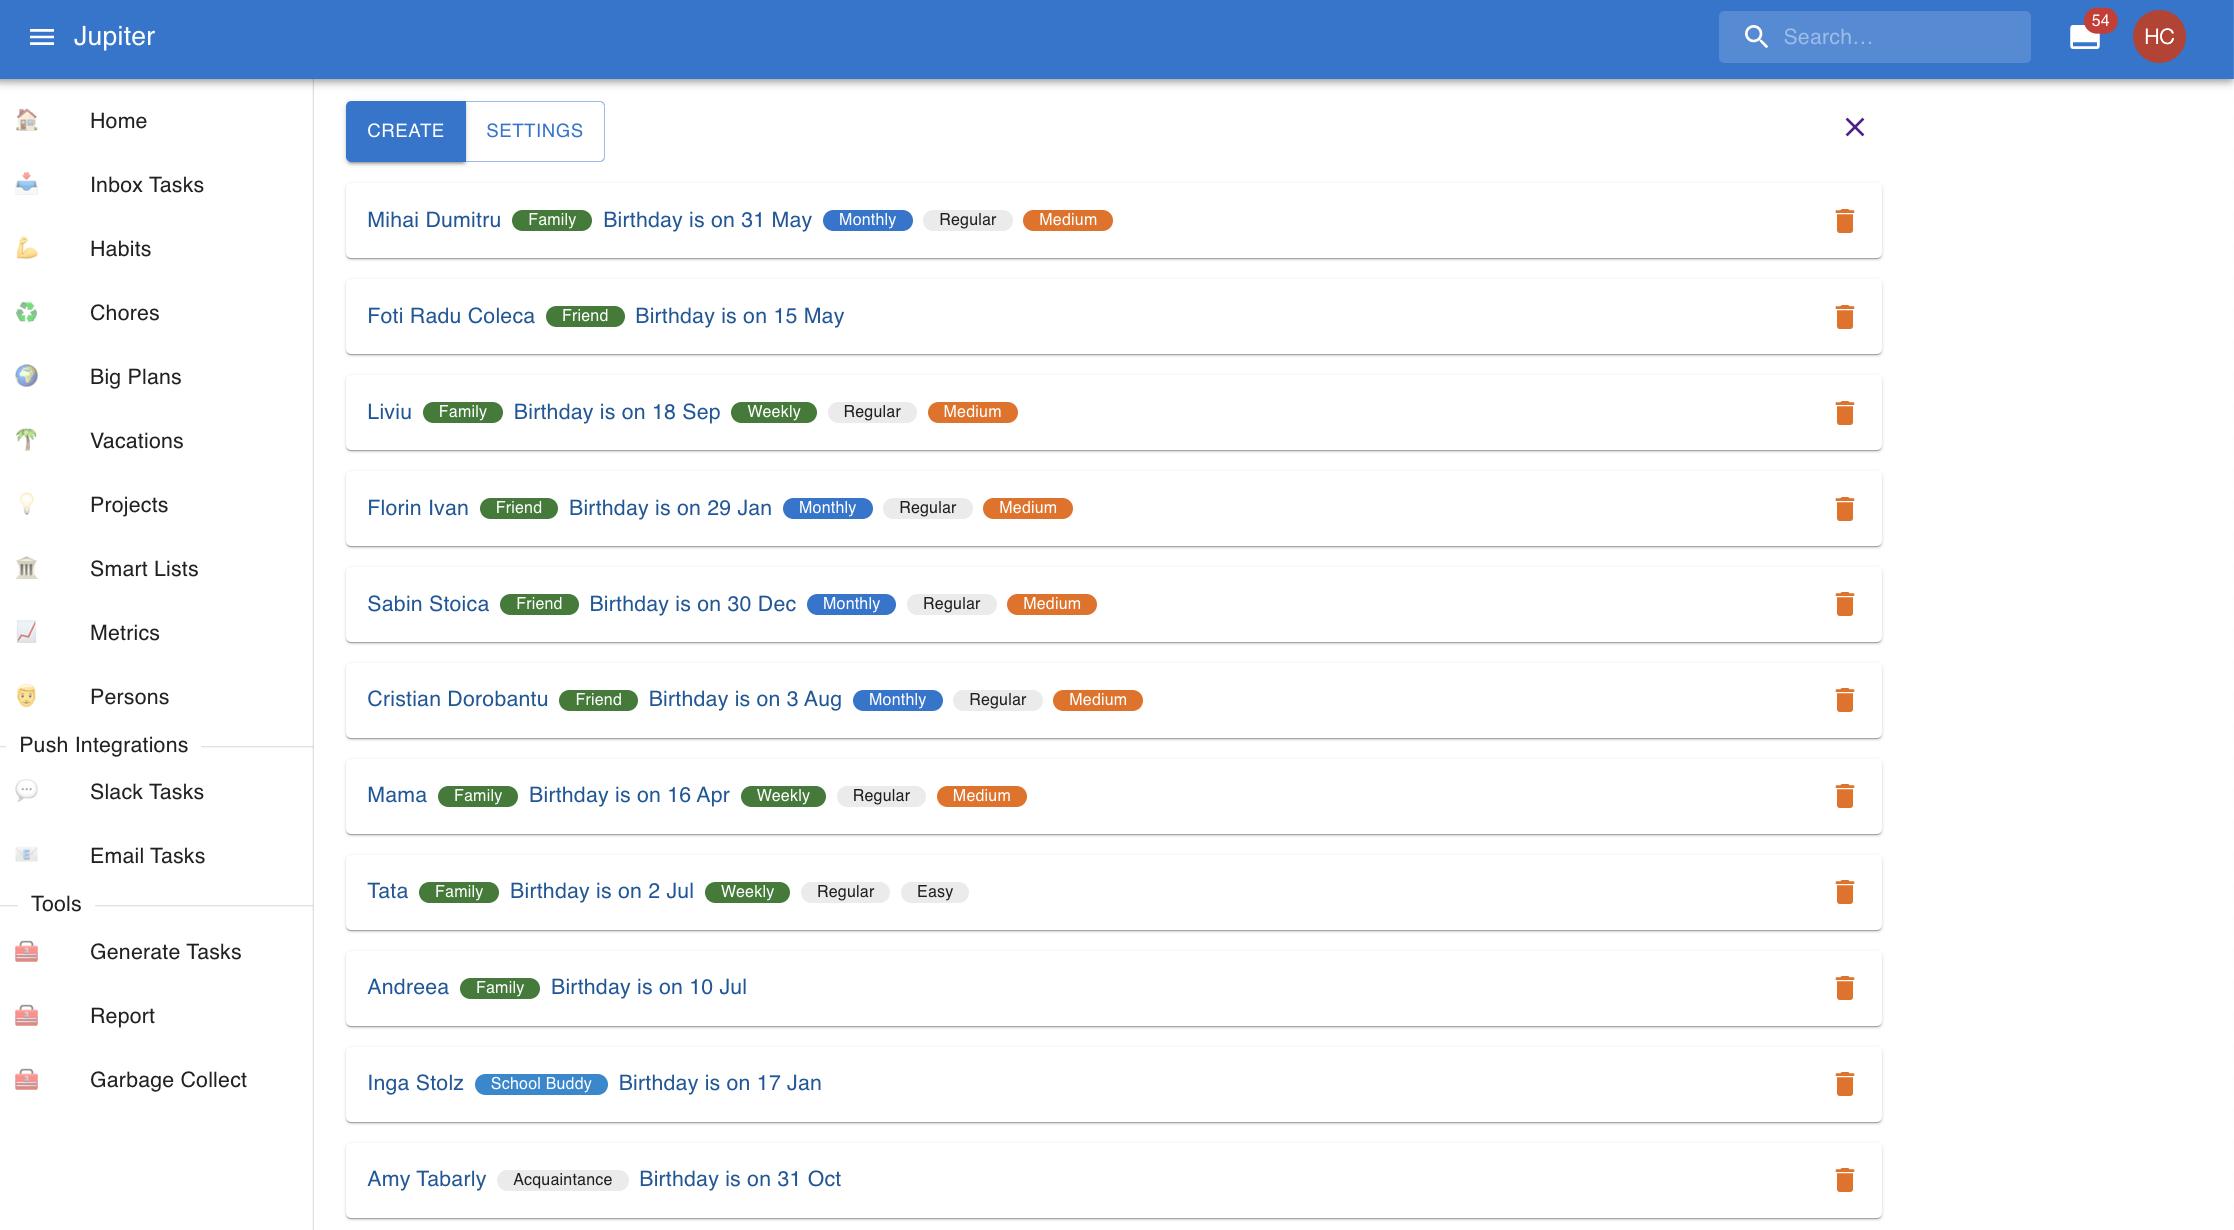 Jupiter
Search...
54
HC
Home
Inbox Tasks
Habits
Chores
Big Plans
Vacations
Projects
Smart Lists
Metrics
Persons
Push Integrations
Slack Tasks
Email Tasks
Tools
Generate Tasks
Report
Garbage Collect
CREATE SETTINGS
Mihai Dumitru Family Birthday is on 31 May Monthly Regular Medium
Foti Radu Coleca Friend Birthday is on 15 May
Liviu Family Birthday is on 18 Sep Weekly Regular Medium
Florin Ivan Friend Birthday is on 29 Jan Monthly Regular Medium
Sabin Stoica Friend Birthday is on 30 Dec Monthly Regular Medium
Cristian Dorobantu Friend Birthday is on 3 Aug Monthly Regular Medium
Mama Family Birthday is on 16 Apr Weekly Regular Medium
Tata Family Birthday is on 2 Jul Weekly Regular Easy
Andreea Family Birthday is on 10 Jul
Inga Stolz School Buddy Birthday is on 17 Jan
Amy Tabarly Acquaintance Birthday is on 31 Oct